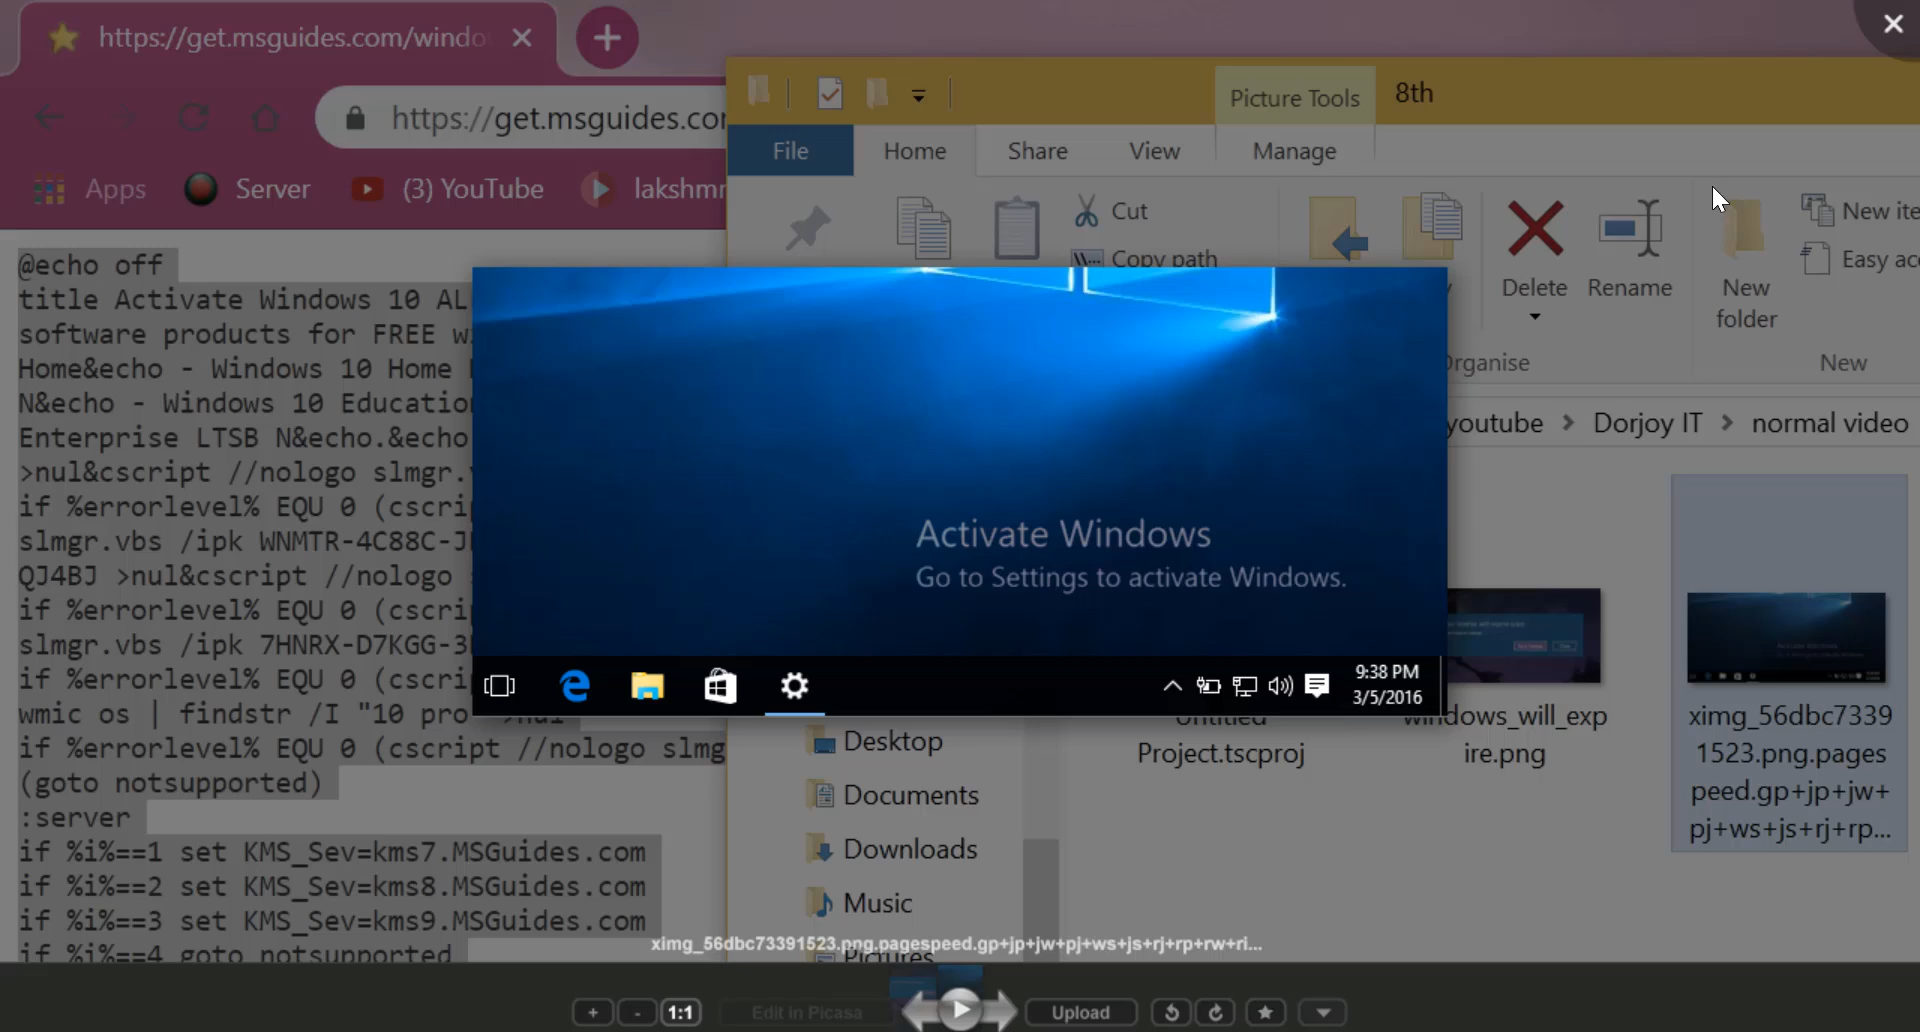 https://get.msguides.com/windo
https://get.msguides.co
Apps
Server
(3) YouTube
lakshm
Picture Tools
8th
File
Home
Share
View
Manage
Cut
Copy path
Delete
Rename
New
folder
New ite
Easy acc
Organise
New
youtube > Dorjoy IT > normal video
@echo off
title Activate Windows 10 AL
software products for FREE w
Home&echo - Windows 10 Home
N&echo - Windows 10 Educatio
Enterprise LTSB N&echo.&echo
>nul&cscript //nologo slmgr.
if %errorlevel% EQU 0 (cscri
slmgr.vbs /ipk WNMTR-4C88C-J
QJ4BJ >nul&cscript //nologo
if %errorlevel% EQU 0 (cscri
slmgr.vbs /ipk 7HNRX-D7KGG-3
if %errorlevel% EQU 0 (cscri
wmic os | findstr /I "10 pro" >nul
if %errorlevel% EQU 0 (cscript //nologo slmg
(goto notsupported)
:server
if %i%==1 set KMS_Sev=kms7.MSGuides.com
if %i%==2 set KMS_Sev=kms8.MSGuides.com
if %i%==3 set KMS_Sev=kms9.MSGuides.com
if %i%==4 goto notsupported
Activate Windows
Go to Settings to activate Windows.
9:38 PM
3/5/2016
Desktop
Documents
Downloads
Music
Pictures
Untitled
Project.tscproj
windows_will_exp
ire.png
ximg_56dbc7339
1523.png.pages
peed.gp+jp+jw+
pj+ws+js+rj+rp...
ximg_56dbc73391523.png.pagespeed.gp+jp+jw+pj+ws+js+rj+rp+rw+ri...
1:1
Edit in Picasa
Upload